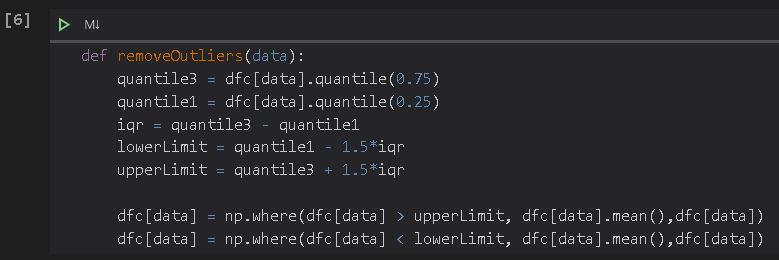 [6]
M↓
def removeOutliers(data):
quantile3 = dfc[data].quantile(0.75)
quantile1 = dfc[data].quantile(0.25)
iqr = quantile3 - quantile1
lowerLimit = quantile1 - 1.5*iqr
upperLimit = quantile3 + 1.5*iqr
dfc[data] = np.where(dfc[data] > upperLimit, dfc[data].mean(),dfc[data])
dfc[data] = np.where(dfc[data] < lowerLimit, dfc[data].mean(),dfc[data])